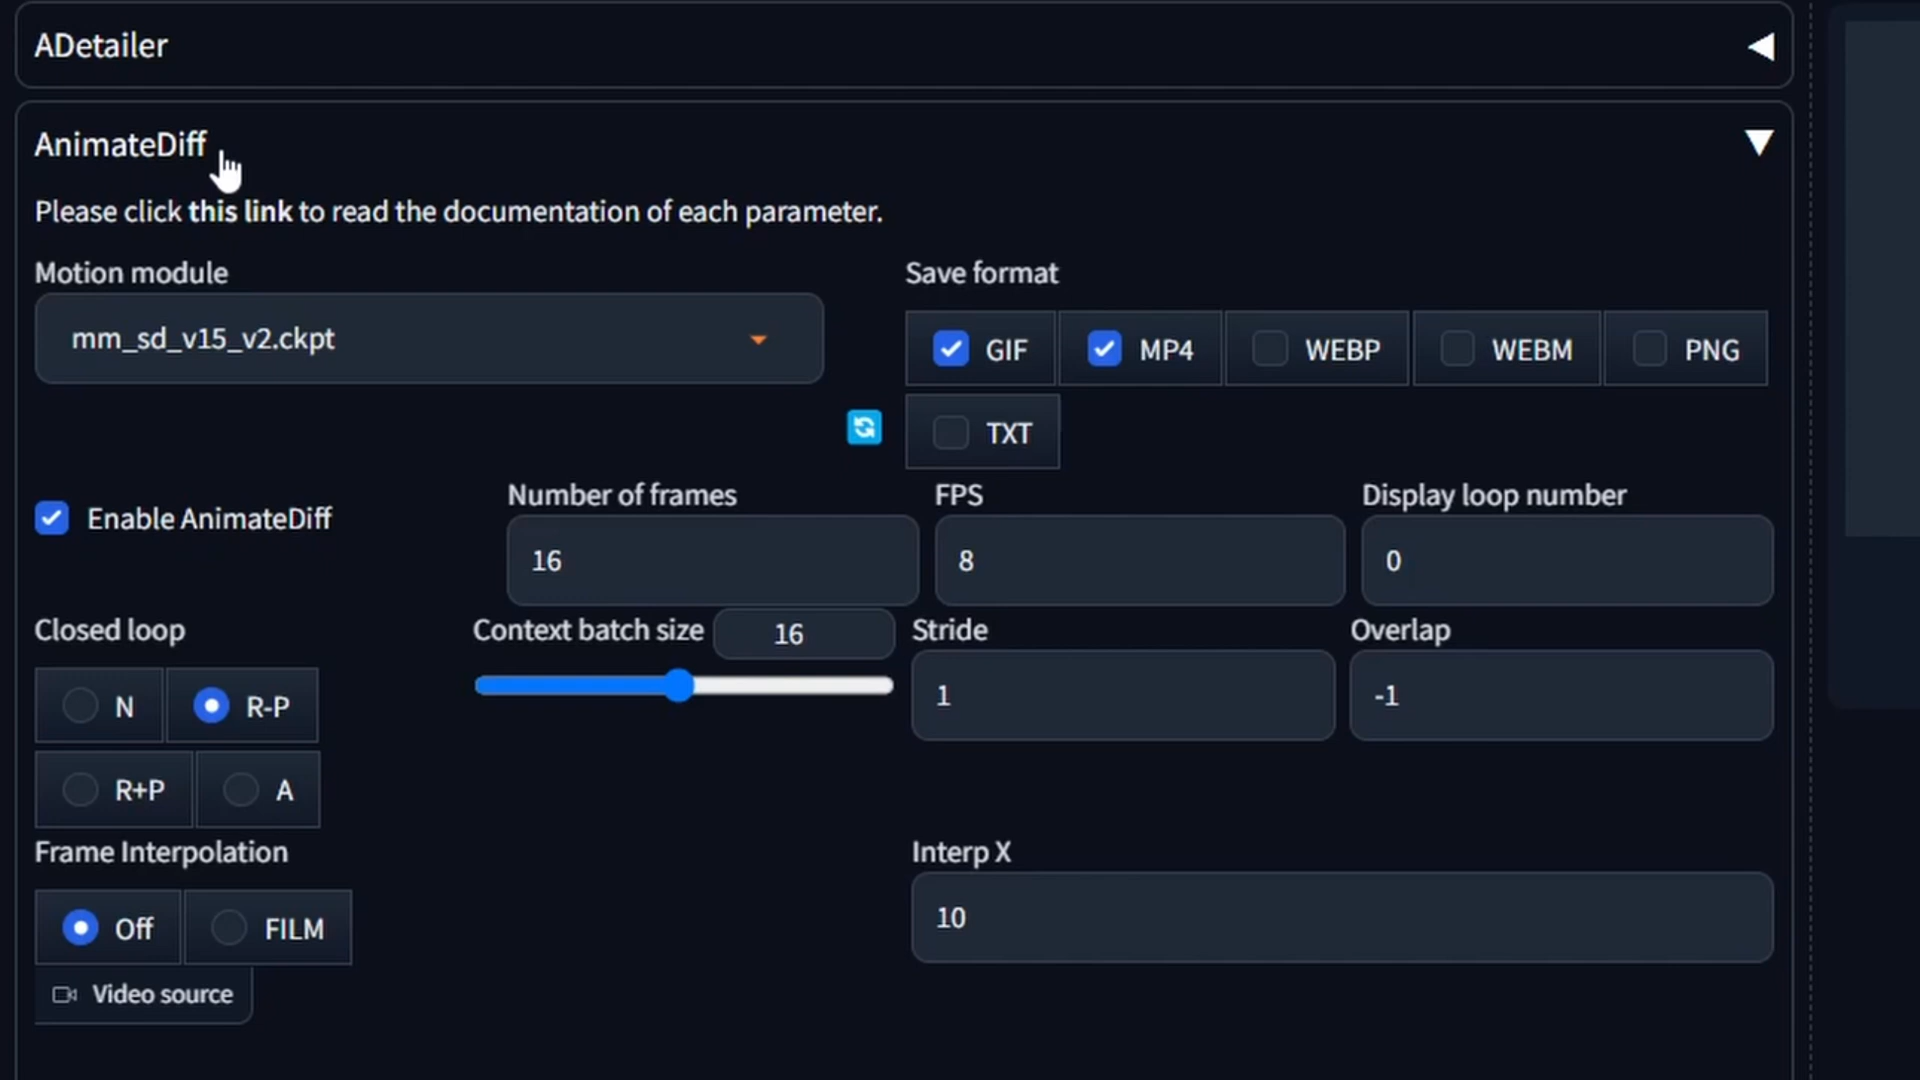 ADetailer
AnimateDiff
Please click this link to read the documentation of each parameter.
Motion module
Save format
mm_sd_v15_v2.ckpt
GIF
MP4
WEBP
WEBM
PNG
TXT
Enable AnimateDiff
Number of frames
16
FPS
8
Display loop number
0
Closed loop
N
R-P
R+P
A
Context batch size
16
Stride
1
Overlap
-1
Frame Interpolation
Off
FILM
Interp X
10
Video source